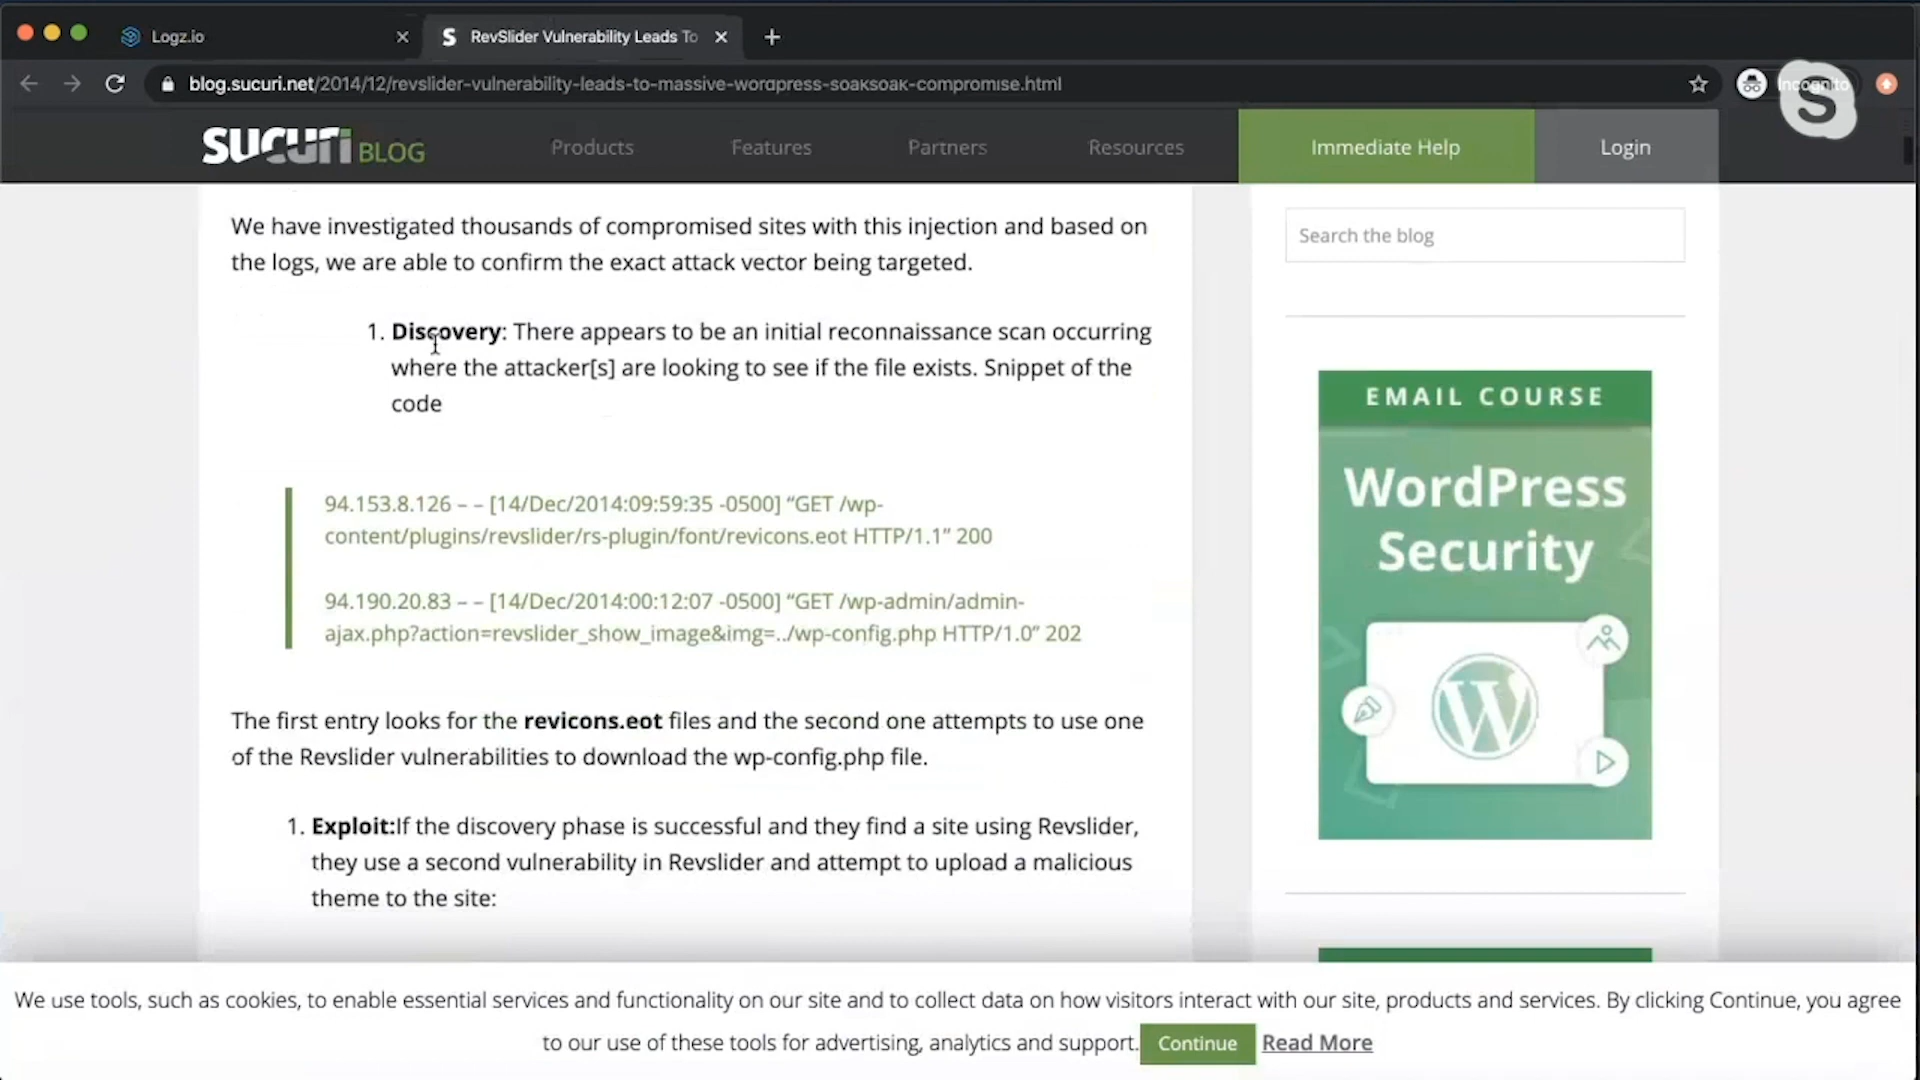 Logz.io
RevSlider Vulnerability Leads To
blog.sucuri.net/2014/12/revslider-vulnerability-leads-to-massive-wordpress-soaksoak-compromise.html
Incognito
SUCURi BLOG
Products
Features
Partners
Resources
Immediate Help
Login
We have investigated thousands of compromised sites with this injection and based on
the logs, we are able to confirm the exact attack vector being targeted.
1. Discovery: There appears to be an initial reconnaissance scan occurring
where the attacker[s] are looking to see if the file exists. Snippet of the
code
94.153.8.126 – – [14/Dec/2014:09:59:35 -0500] “GET /wp-
content/plugins/revslider/rs-plugin/font/revicons.eot HTTP/1.1” 200
94.190.20.83 – – [14/Dec/2014:00:12:07 -0500] “GET /wp-admin/admin-
ajax.php?action=revslider_show_image&img=../wp-config.php HTTP/1.0” 202
The first entry looks for the revicons.eot files and the second one attempts to use one
of the Revslider vulnerabilities to download the wp-config.php file.
1. Exploit:If the discovery phase is successful and they find a site using Revslider,
they use a second vulnerability in Revslider and attempt to upload a malicious
theme to the site:
Search the blog
EMAIL COURSE
WordPress
Security
We use tools, such as cookies, to enable essential services and functionality on our site and to collect data on how visitors interact with our site, products and services. By clicking Continue, you agree
to our use of these tools for advertising, analytics and support. Continue Read More